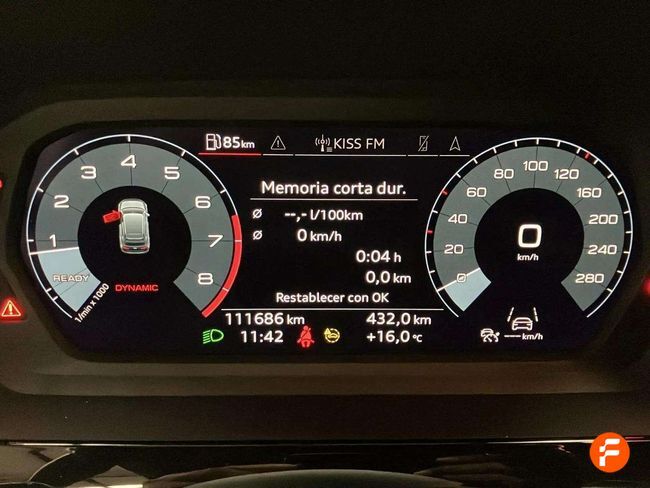 85 km KISS FM
Memoria corta dur.
Ø --,- l/100km
Ø 0 km/h
0:04 h
0,0 km
Restablecer con OK
111686 km 432,0 km
11:42 +16,0 °C
1 2 3 4 5 6 7 8
READY
DYNAMIC
1/min x 1000
0 20 40 60 80 100 120 160 200 240 280
0
km/h
--- km/h